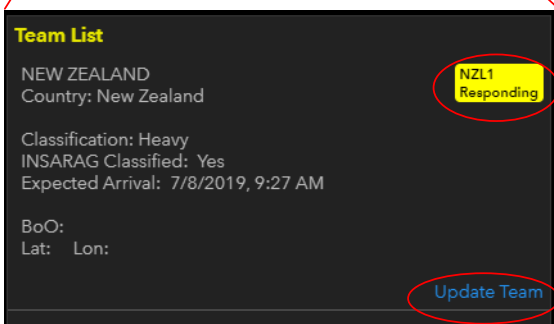 Team List
NEW ZEALAND
NZL1
Country: New Zealand
Responding
Classification: Heavy
INSARAG Classified: Yes
Expected Arrival: 7/8/2019, 9:27 AM
BoO:
Lat: Lon:
Update Team